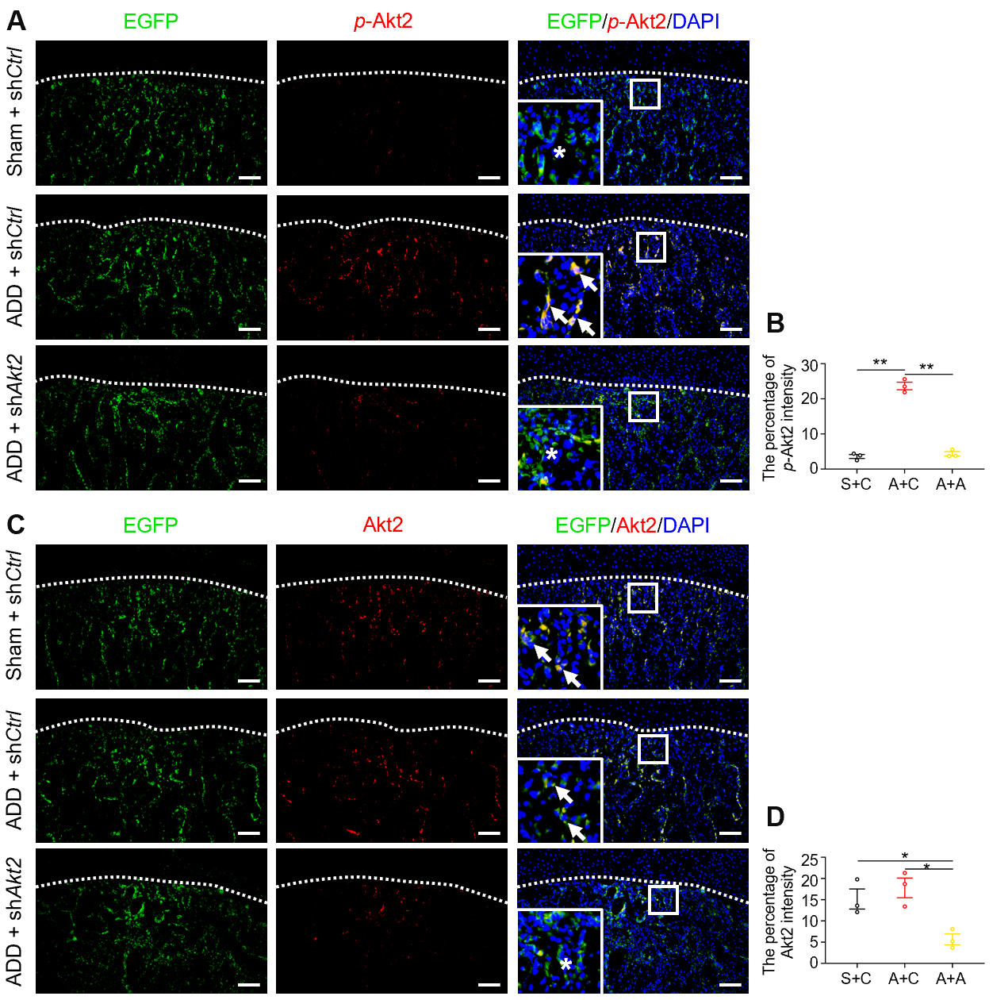 A
EGFP
p-Akt2
EGFP/p-Akt2/DAPI
Sham + shCtrl
*
ADD + shCtrl
ADD + shAkt2
*
B
The percentage of
p-Akt2 intensity
30
20
10
0
**
**
S+C
A+C
A+A
C
EGFP
Akt2
EGFP/Akt2/DAPI
Sham + shCtrl
ADD + shCtrl
ADD + shAkt2
*
D
The percentage of
Akt2 intensity
25
20
15
10
5
0
*
*
S+C
A+C
A+A